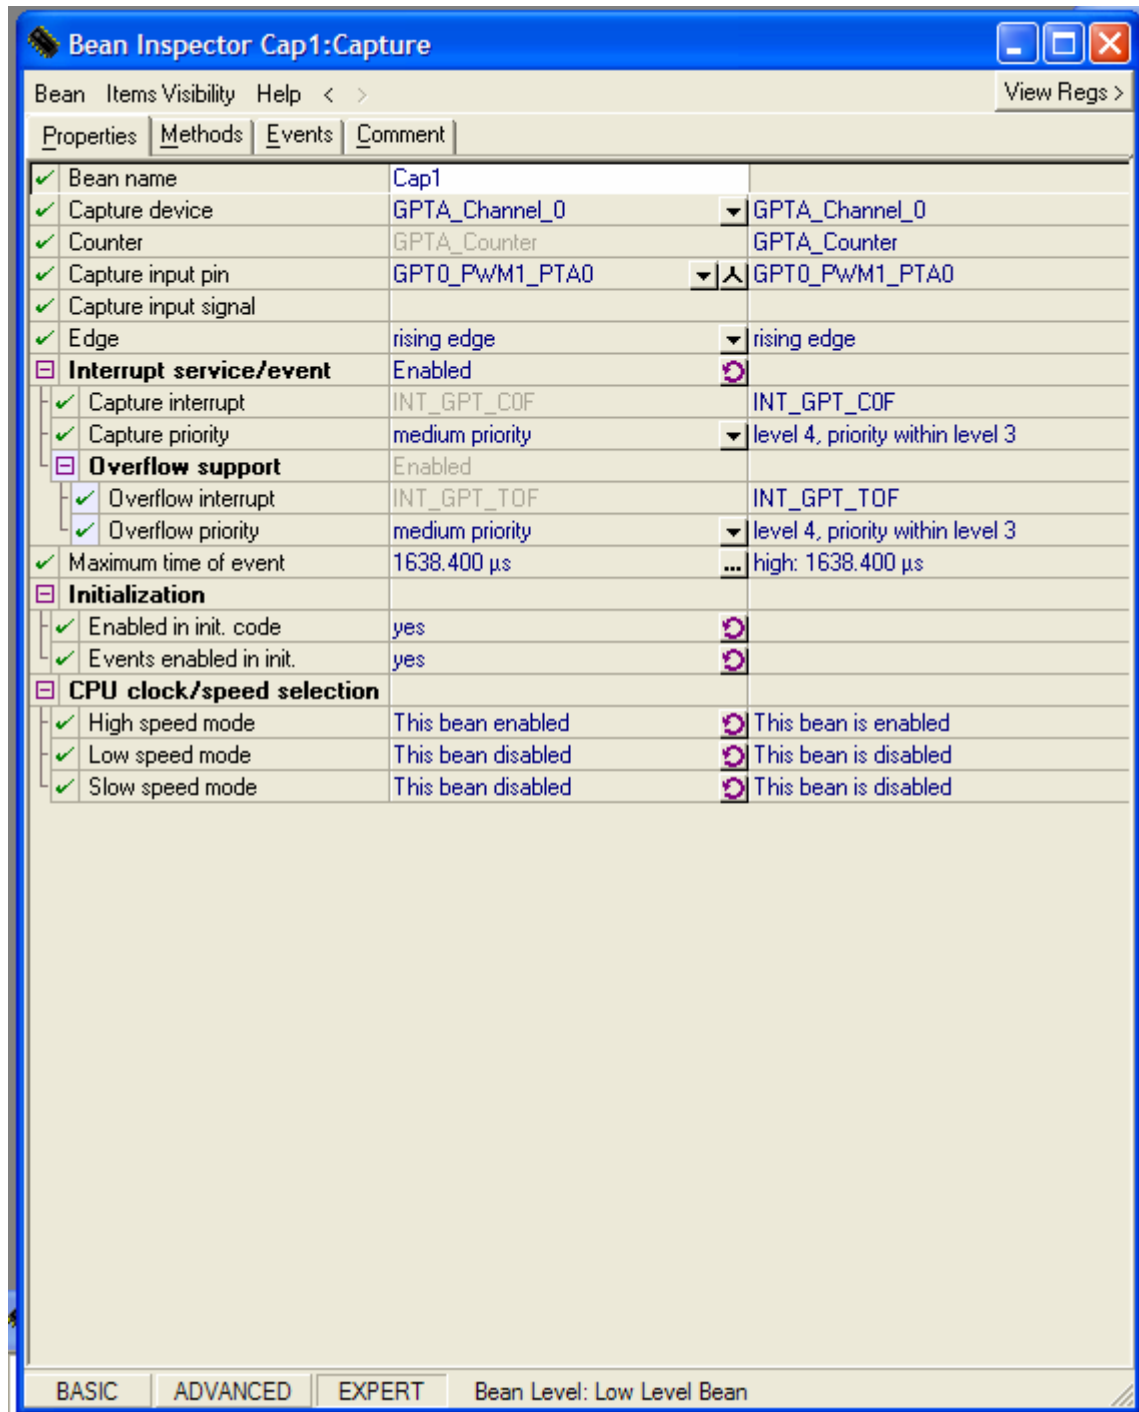 Bean Inspector Cap1:Capture
Bean Items Visibility Help < > View Regs >
Properties Methods Events Comment
Bean name Cap1
Capture device GPTA_Channel_0 GPTA_Channel_0
Counter GPTA_Counter GPTA_Counter
Capture input pin GPT0_PWM1_PTA0 GPT0_PWM1_PTA0
Capture input signal
Edge rising edge rising edge
Interrupt service/event Enabled
Capture interrupt INT_GPT_C0F INT_GPT_C0F
Capture priority medium priority level 4, priority within level 3
Overflow support Enabled
Overflow interrupt INT_GPT_TOF INT_GPT_TOF
Overflow priority medium priority level 4, priority within level 3
Maximum time of event 1638.400 µs ... high: 1638.400 µs
Initialization
Enabled in init. code yes
Events enabled in init. yes
CPU clock/speed selection
High speed mode This bean enabled This bean is enabled
Low speed mode This bean disabled This bean is disabled
Slow speed mode This bean disabled This bean is disabled
BASIC ADVANCED EXPERT Bean Level: Low Level Bean